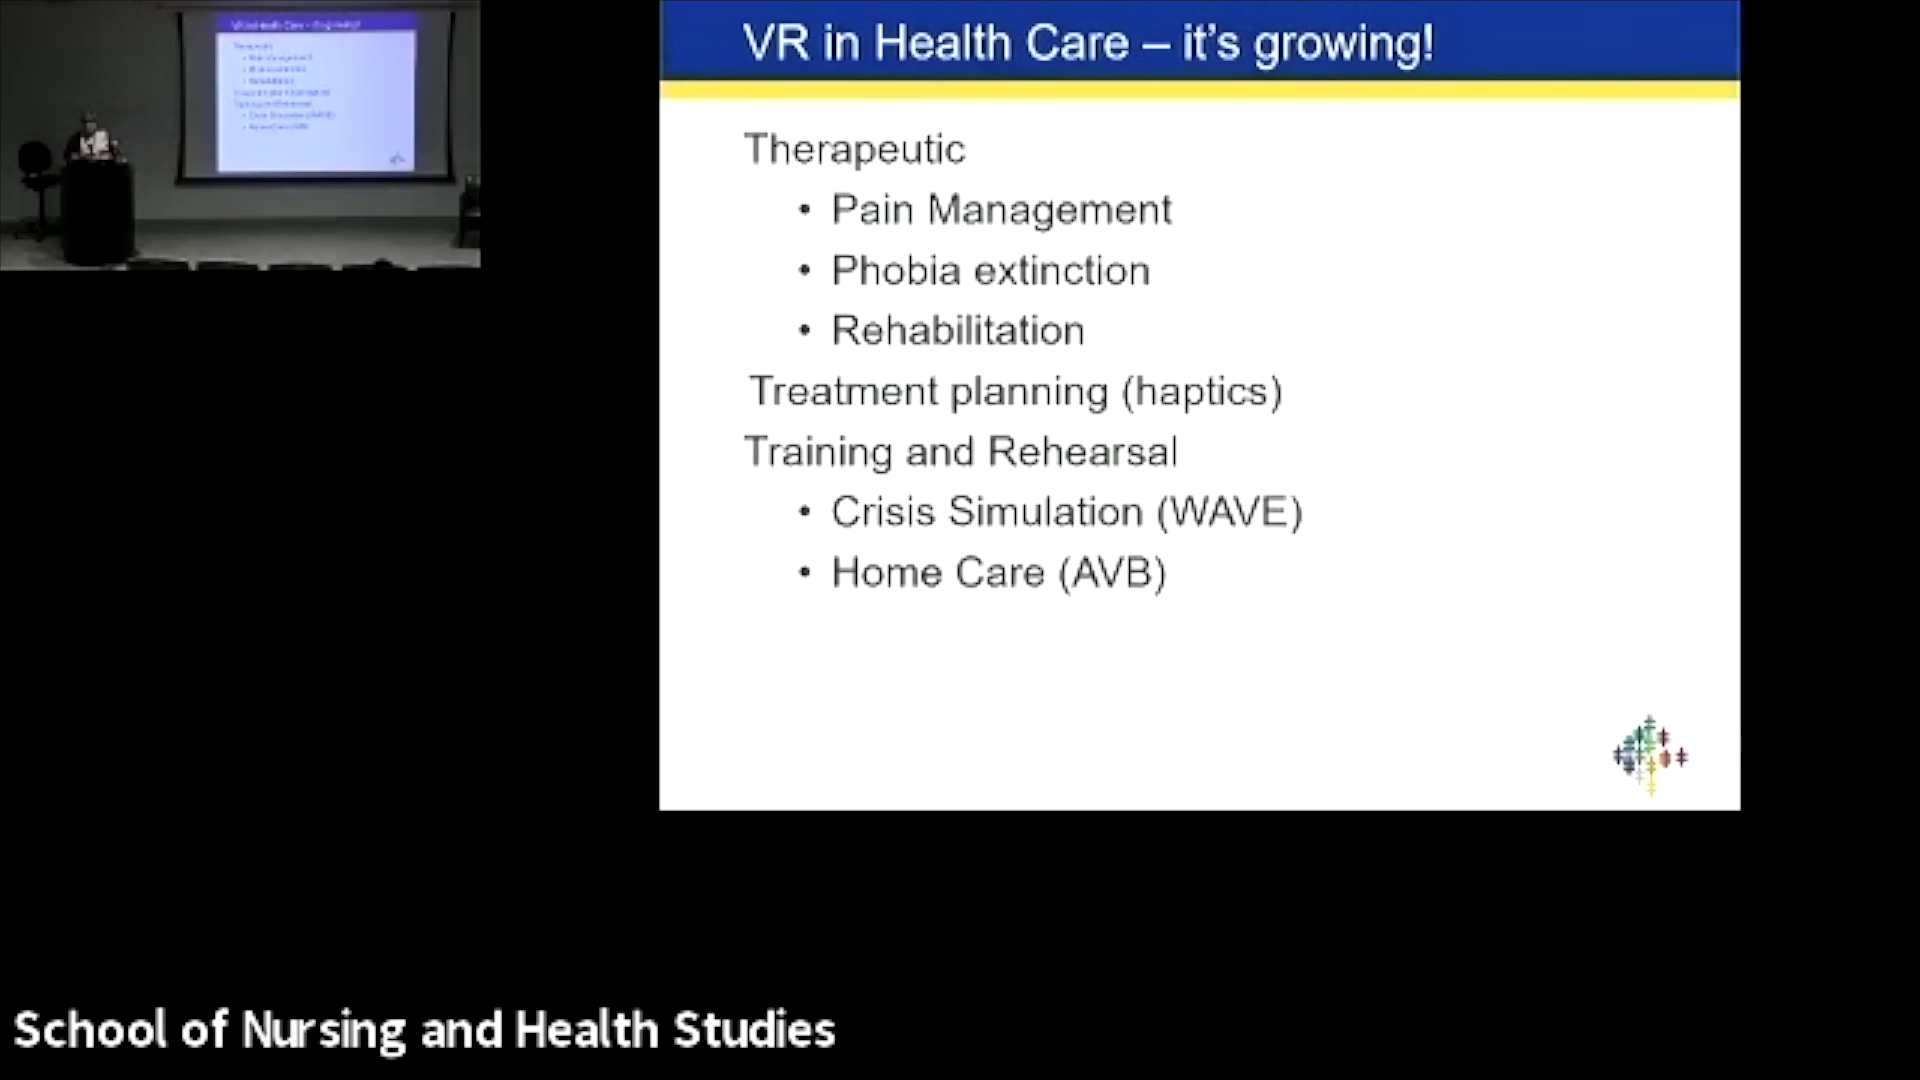 VR in Health Care – it's growing!
Therapeutic
• Pain Management
• Phobia extinction
• Rehabilitation
Treatment planning (haptics)
Training and Rehearsal
• Crisis Simulation (WAVE)
• Home Care (AVB)
School of Nursing and Health Studies